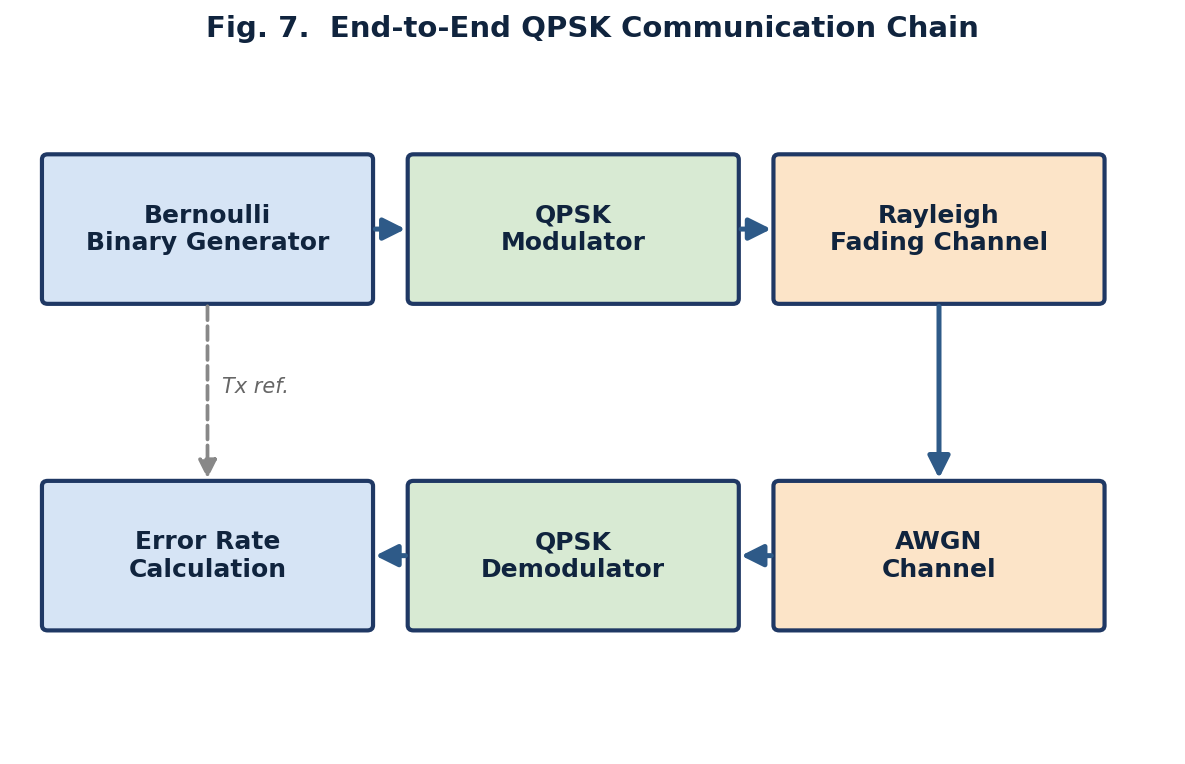 Fig. 7.  End-to-End QPSK Communication Chain
Bernoulli
Binary Generator
QPSK
Modulator
Rayleigh
Fading Channel
Tx ref.
Error Rate
Calculation
QPSK
Demodulator
AWGN
Channel